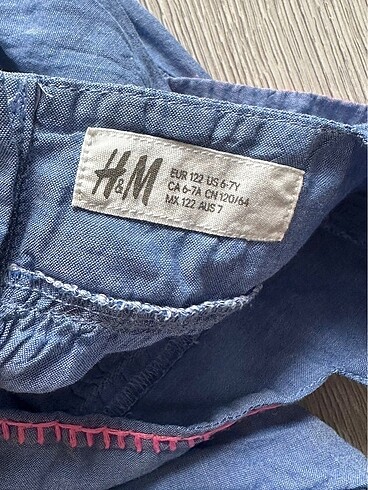 H&M
EUR 122 US 6-7Y
CA 6-7A CN 120/64
MX 122 AUS 7